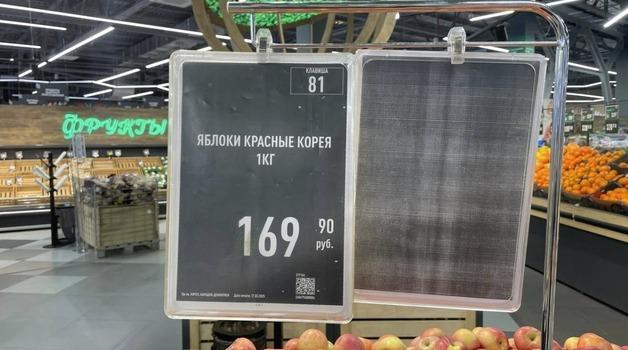 ФРУКТЫ
КЛАВИША
81
ЯБЛОКИ КРАСНЫЕ КОРЕЯ
1КГ
169 90
руб.